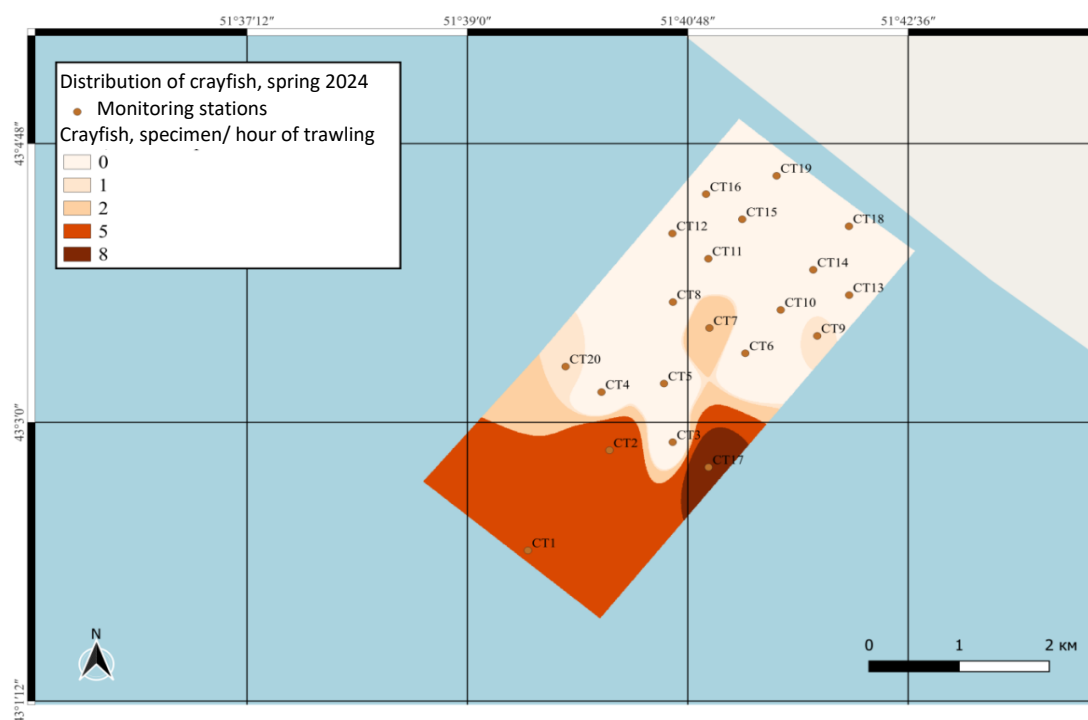 51°37'12" 51°39'0" 51°40'48" 51°42'36"
Distribution of crayfish, spring 2024
Monitoring stations
Crayfish, specimen/ hour of trawling
0
1
2
5
8
43°4'48"
43°3'0"
43°1'12"
CT19
CT16
CT15
CT18
CT12
CT11
CT14
CT13
CT8
CT10
CT7
CT9
CT6
CT20
CT5
CT4
CT3
CT2
CT17
CT1
N
0 1 2 км